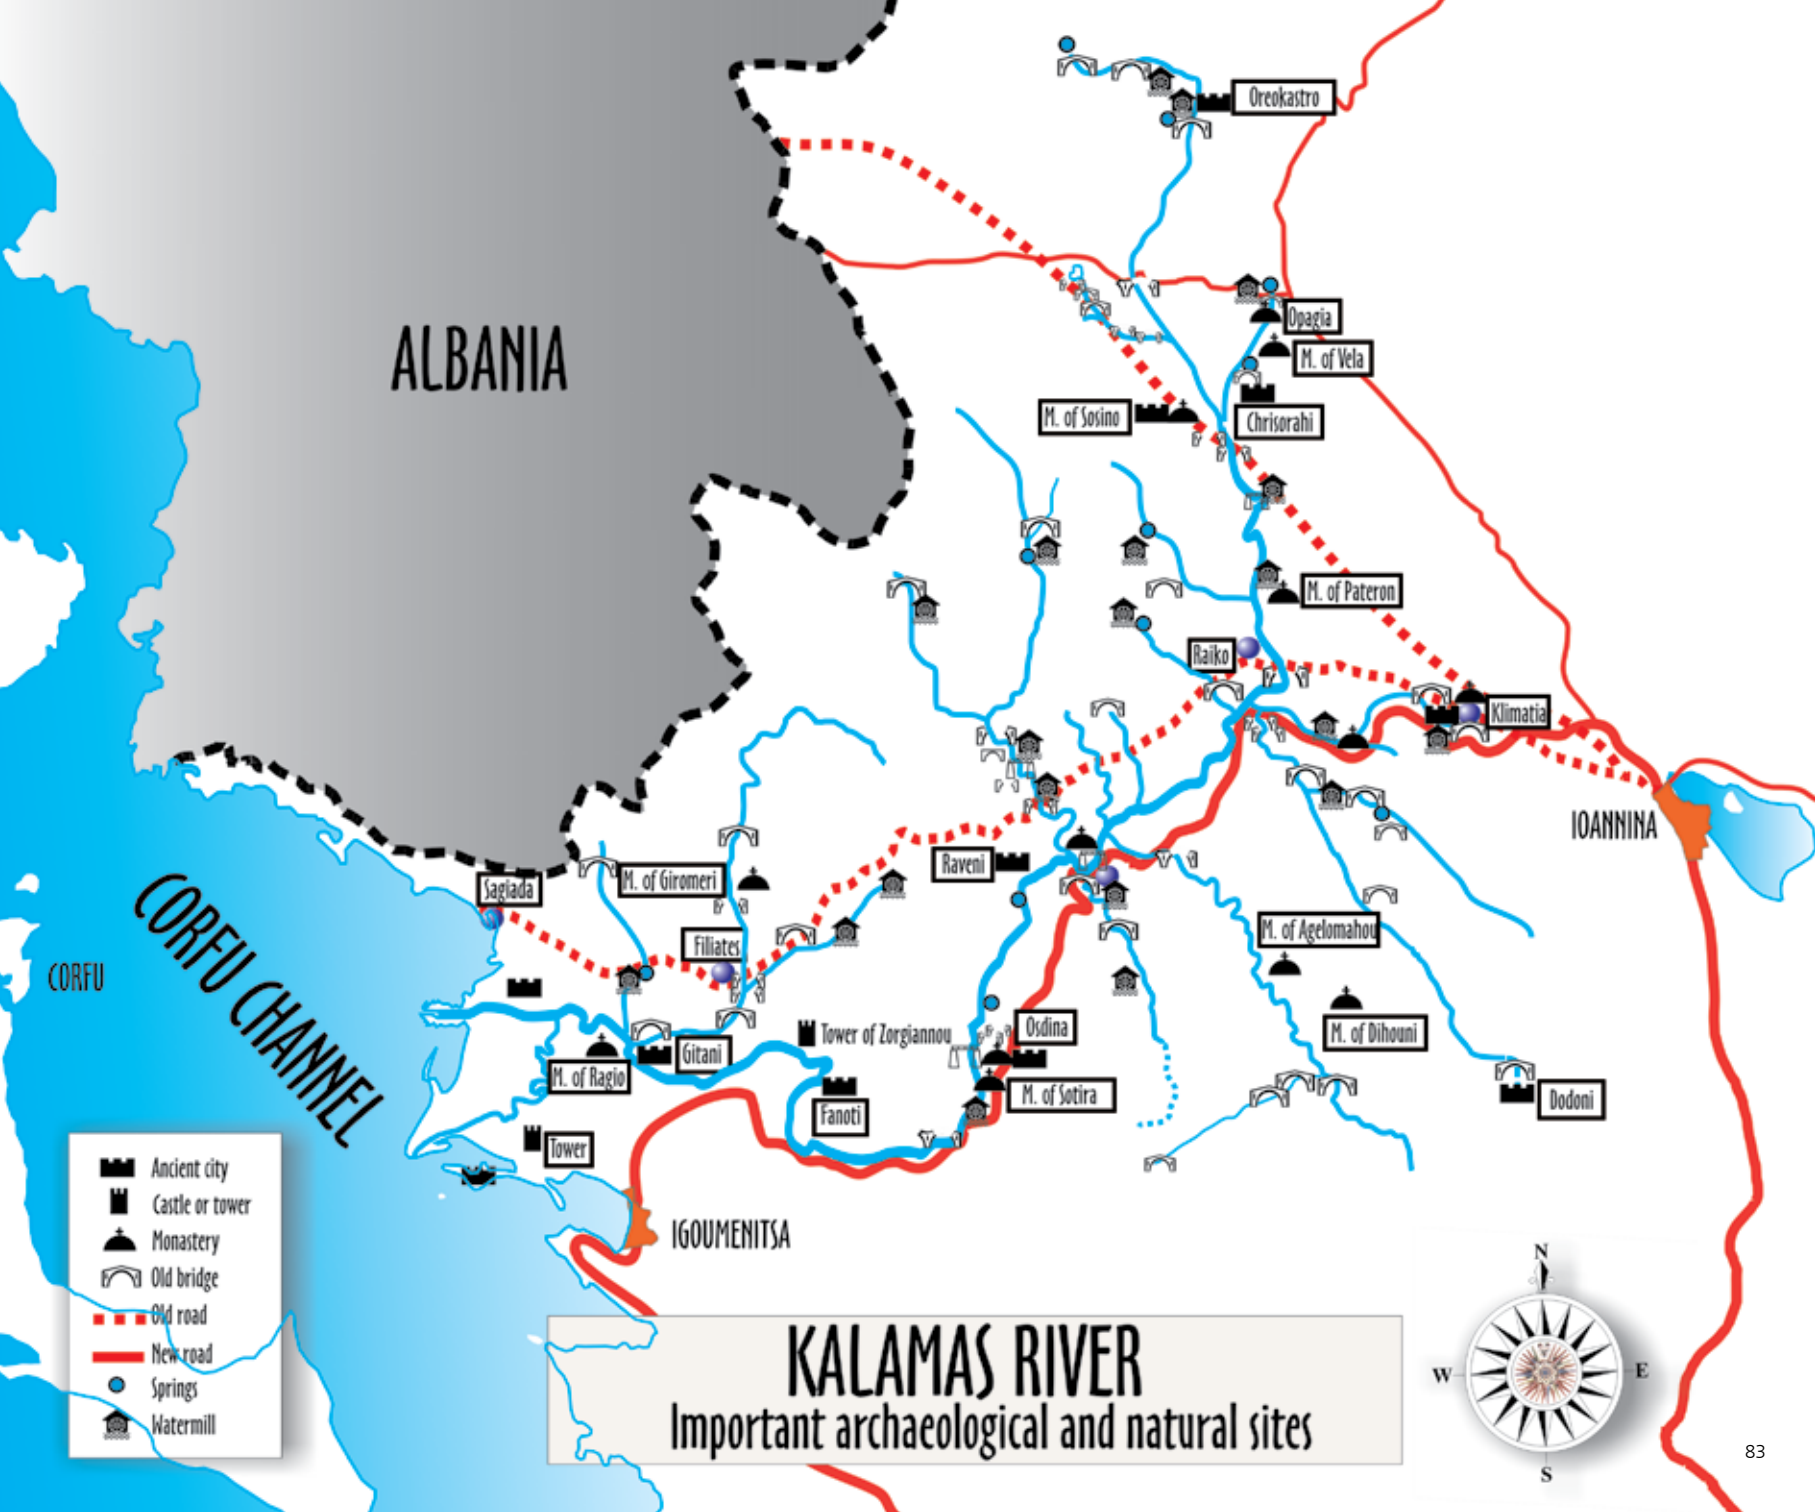 Oreokastro
Opagia
M. of Vela
ALBANIA
M. of Sosino
Chrisorahi
M. of Pateron
Raiko
Klimatia
IOANNINA
Raveni
M. of Giromeri
Sagiada
M. of Agelomahou
Filiates
CORFU
CORFU CHANNEL
Tower of Zorgiannou
Osdina
M. of Dihouni
Gitani
M. of Ragio
M. of Sotira
Dodoni
Fanoti
Tower
IGOUMENITSA
Ancient city
Castle or tower
Monastery
Old bridge
Old road
New road
Springs
Watermill
KALAMAS RIVER
Important archaeological and natural sites
N
W
E
S
83